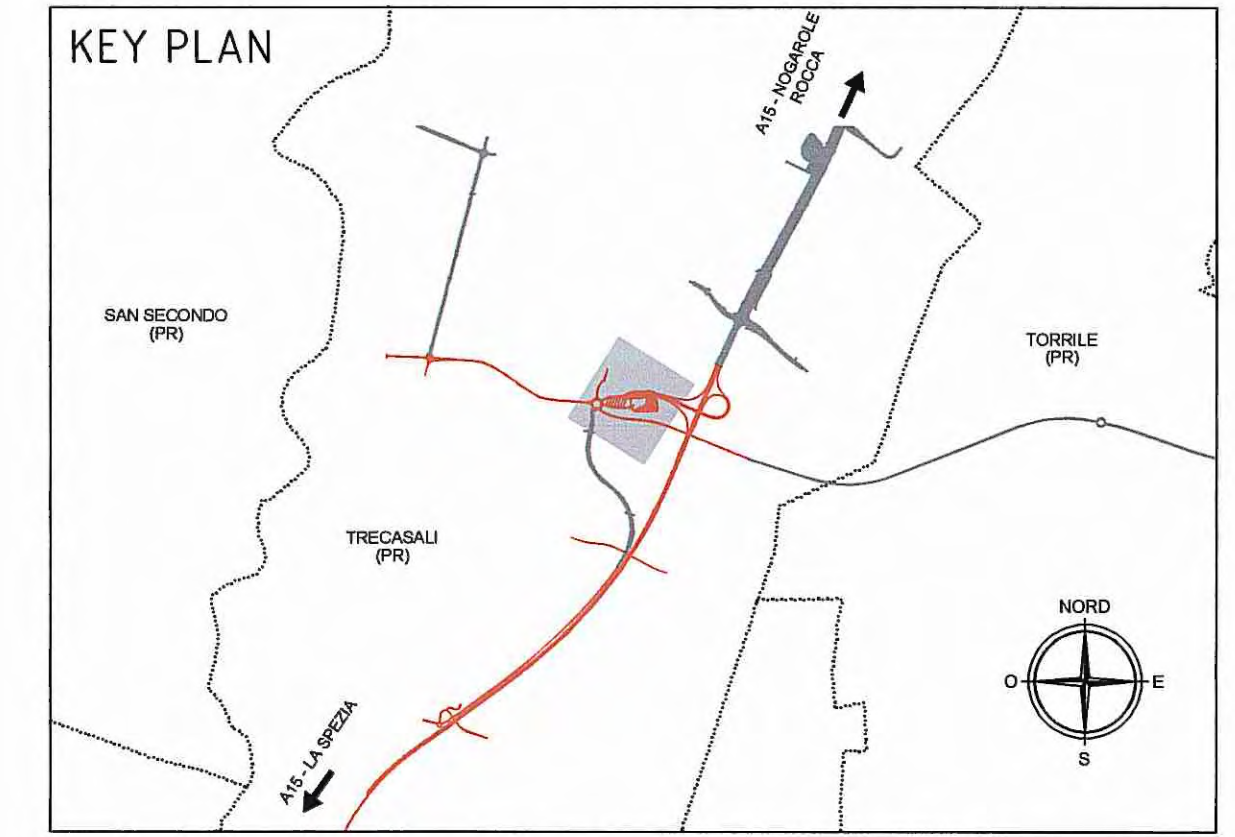 KEY PLAN
A15 - NOGAROLE
ROCCA
SAN SECONDO
(PR)
TORRILE
(PR)
TRECASALI
(PR)
NORD
O
E
S
A15 - LA SPEZIA